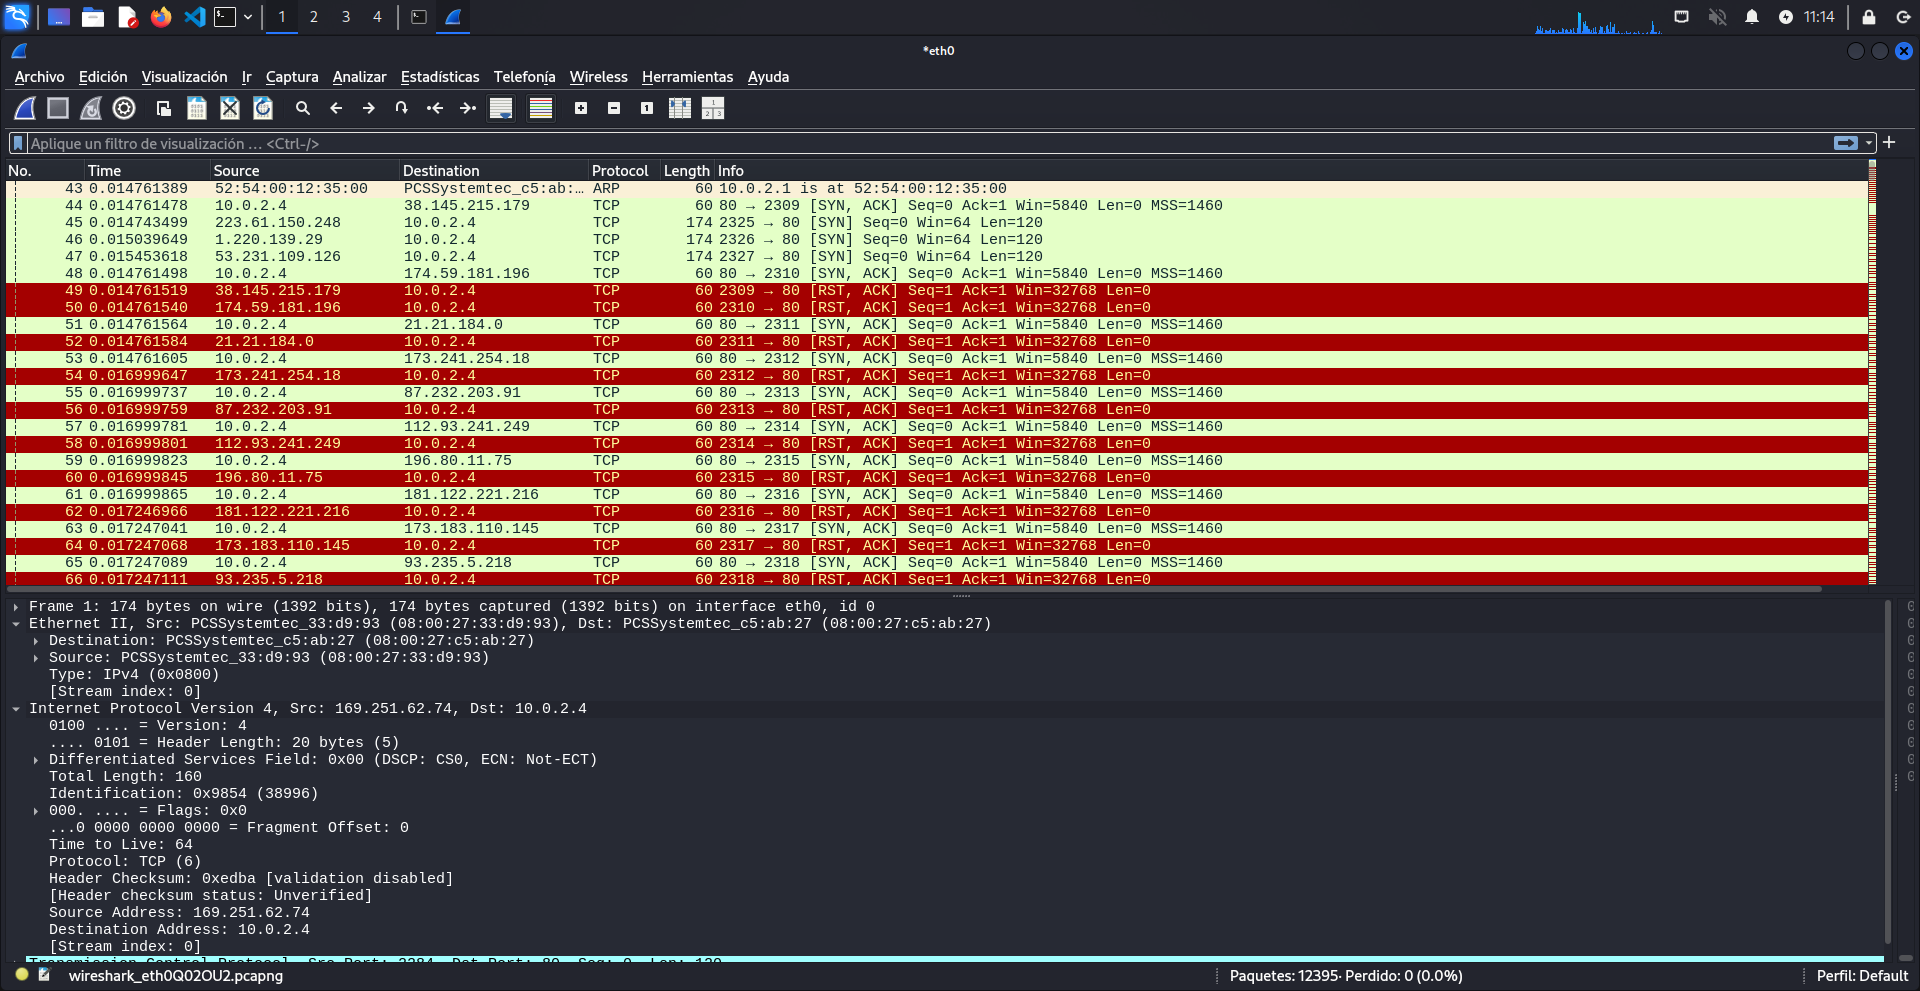 1 2 3 4 11:14
*eth0
Archivo Edición Visualización Ir Captura Analizar Estadísticas Telefonía Wireless Herramientas Ayuda
Aplique un filtro de visualización … <Ctrl-/>
No. Time Source Destination Protocol Length Info
43 0.014761389 52:54:00:12:35:00 PCSSystemtec_c5:ab:… ARP 60 10.0.2.1 is at 52:54:00:12:35:00
44 0.014761478 10.0.2.4 38.145.215.179 TCP 60 80 → 2309 [SYN, ACK] Seq=0 Ack=1 Win=5840 Len=0 MSS=1460
45 0.014743499 223.61.150.248 10.0.2.4 TCP 174 2325 → 80 [SYN] Seq=0 Win=64 Len=120
46 0.015039649 1.220.139.29 10.0.2.4 TCP 174 2326 → 80 [SYN] Seq=0 Win=64 Len=120
47 0.015453618 53.231.109.126 10.0.2.4 TCP 174 2327 → 80 [SYN] Seq=0 Win=64 Len=120
48 0.014761498 10.0.2.4 174.59.181.196 TCP 60 80 → 2310 [SYN, ACK] Seq=0 Ack=1 Win=5840 Len=0 MSS=1460
49 0.014761519 38.145.215.179 10.0.2.4 TCP 60 2309 → 80 [RST, ACK] Seq=1 Ack=1 Win=32768 Len=0
50 0.014761540 174.59.181.196 10.0.2.4 TCP 60 2310 → 80 [RST, ACK] Seq=1 Ack=1 Win=32768 Len=0
51 0.014761564 10.0.2.4 21.21.184.0 TCP 60 80 → 2311 [SYN, ACK] Seq=0 Ack=1 Win=5840 Len=0 MSS=1460
52 0.014761584 21.21.184.0 10.0.2.4 TCP 60 2311 → 80 [RST, ACK] Seq=1 Ack=1 Win=32768 Len=0
53 0.014761605 10.0.2.4 173.241.254.18 TCP 60 80 → 2312 [SYN, ACK] Seq=0 Ack=1 Win=5840 Len=0 MSS=1460
54 0.016999647 173.241.254.18 10.0.2.4 TCP 60 2312 → 80 [RST, ACK] Seq=1 Ack=1 Win=32768 Len=0
55 0.016999737 10.0.2.4 87.232.203.91 TCP 60 80 → 2313 [SYN, ACK] Seq=0 Ack=1 Win=5840 Len=0 MSS=1460
56 0.016999759 87.232.203.91 10.0.2.4 TCP 60 2313 → 80 [RST, ACK] Seq=1 Ack=1 Win=32768 Len=0
57 0.016999781 10.0.2.4 112.93.241.249 TCP 60 80 → 2314 [SYN, ACK] Seq=0 Ack=1 Win=5840 Len=0 MSS=1460
58 0.016999801 112.93.241.249 10.0.2.4 TCP 60 2314 → 80 [RST, ACK] Seq=1 Ack=1 Win=32768 Len=0
59 0.016999823 10.0.2.4 196.80.11.75 TCP 60 80 → 2315 [SYN, ACK] Seq=0 Ack=1 Win=5840 Len=0 MSS=1460
60 0.016999845 196.80.11.75 10.0.2.4 TCP 60 2315 → 80 [RST, ACK] Seq=1 Ack=1 Win=32768 Len=0
61 0.016999865 10.0.2.4 181.122.221.216 TCP 60 80 → 2316 [SYN, ACK] Seq=0 Ack=1 Win=5840 Len=0 MSS=1460
62 0.017246966 181.122.221.216 10.0.2.4 TCP 60 2316 → 80 [RST, ACK] Seq=1 Ack=1 Win=32768 Len=0
63 0.017247041 10.0.2.4 173.183.110.145 TCP 60 80 → 2317 [SYN, ACK] Seq=0 Ack=1 Win=5840 Len=0 MSS=1460
64 0.017247068 173.183.110.145 10.0.2.4 TCP 60 2317 → 80 [RST, ACK] Seq=1 Ack=1 Win=32768 Len=0
65 0.017247089 10.0.2.4 93.235.5.218 TCP 60 80 → 2318 [SYN, ACK] Seq=0 Ack=1 Win=5840 Len=0 MSS=1460
66 0.017247111 93.235.5.218 10.0.2.4 TCP 60 2318 → 80 [RST, ACK] Seq=1 Ack=1 Win=32768 Len=0
Frame 1: 174 bytes on wire (1392 bits), 174 bytes captured (1392 bits) on interface eth0, id 0
Ethernet II, Src: PCSSystemtec_33:d9:93 (08:00:27:33:d9:93), Dst: PCSSystemtec_c5:ab:27 (08:00:27:c5:ab:27)
Destination: PCSSystemtec_c5:ab:27 (08:00:27:c5:ab:27)
Source: PCSSystemtec_33:d9:93 (08:00:27:33:d9:93)
Type: IPv4 (0x0800)
[Stream index: 0]
Internet Protocol Version 4, Src: 169.251.62.74, Dst: 10.0.2.4
0100 .... = Version: 4
.... 0101 = Header Length: 20 bytes (5)
Differentiated Services Field: 0x00 (DSCP: CS0, ECN: Not-ECT)
Total Length: 160
Identification: 0x9854 (38996)
000. .... = Flags: 0x0
...0 0000 0000 0000 = Fragment Offset: 0
Time to Live: 64
Protocol: TCP (6)
Header Checksum: 0xedba [validation disabled]
[Header checksum status: Unverified]
Source Address: 169.251.62.74
Destination Address: 10.0.2.4
[Stream index: 0]
Transmission Control Protocol, Src Port: 2284, Dst Port: 80, Seq: 0, Len: 120
wireshark_eth0Q02OU2.pcapng Paquetes: 12395· Perdido: 0 (0.0%) Perfil: Default